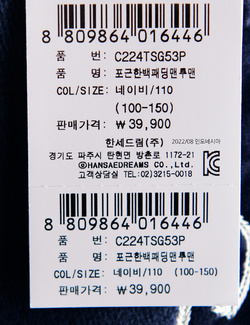 8 809864 016446
품 번: C224TSG53P
품 명: 포근한백패딩맨투맨
COL/SIZE: 네이비/110
(100-150)
판매가격: ₩39,900
한세드림(주) 2022/08 인도네시아
경기도 파주시 탄현면 방촌로 1172-21
ⓒHANSAEDREAMS CO.,LTD.
고객상담실 TEL:02)3215-0018
8 809864 016446
품 번: C224TSG53P
품 명: 포근한백패딩맨투맨
COL/SIZE: 네이비/110 (100-150)
판매가격: ₩39,900